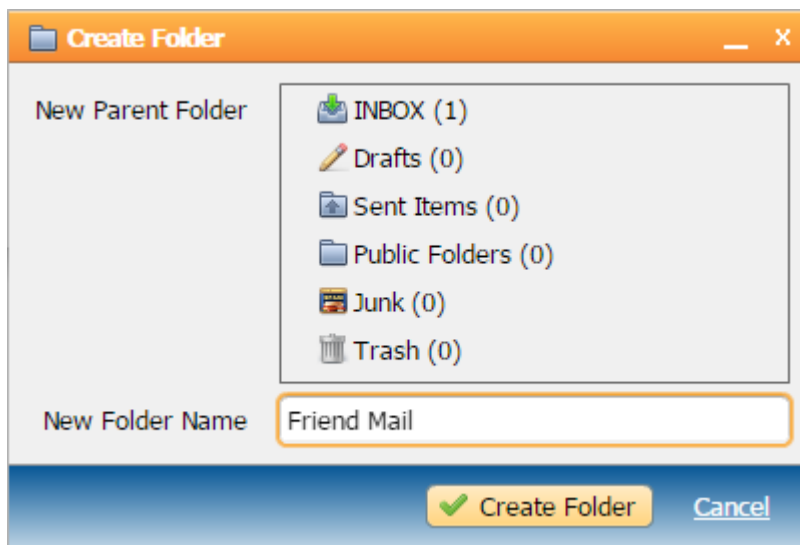 Create Folder
New Parent Folder
INBOX (1)
Drafts (0)
Sent Items (0)
Public Folders (0)
Junk (0)
Trash (0)
New Folder Name
Friend Mail
Create Folder
Cancel